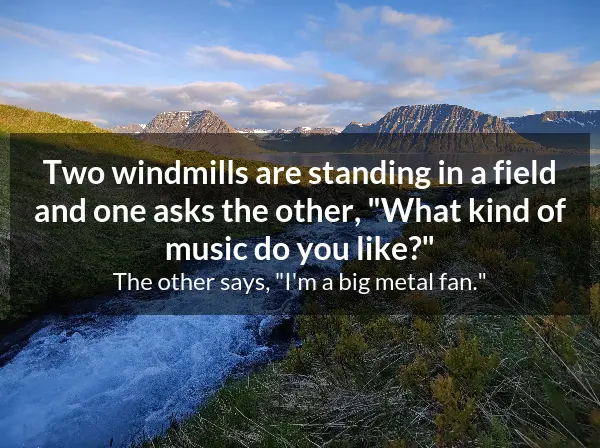 Two windmills are standing in a field
and one asks the other, "What kind of
music do you like?"
The other says, "I'm a big metal fan."